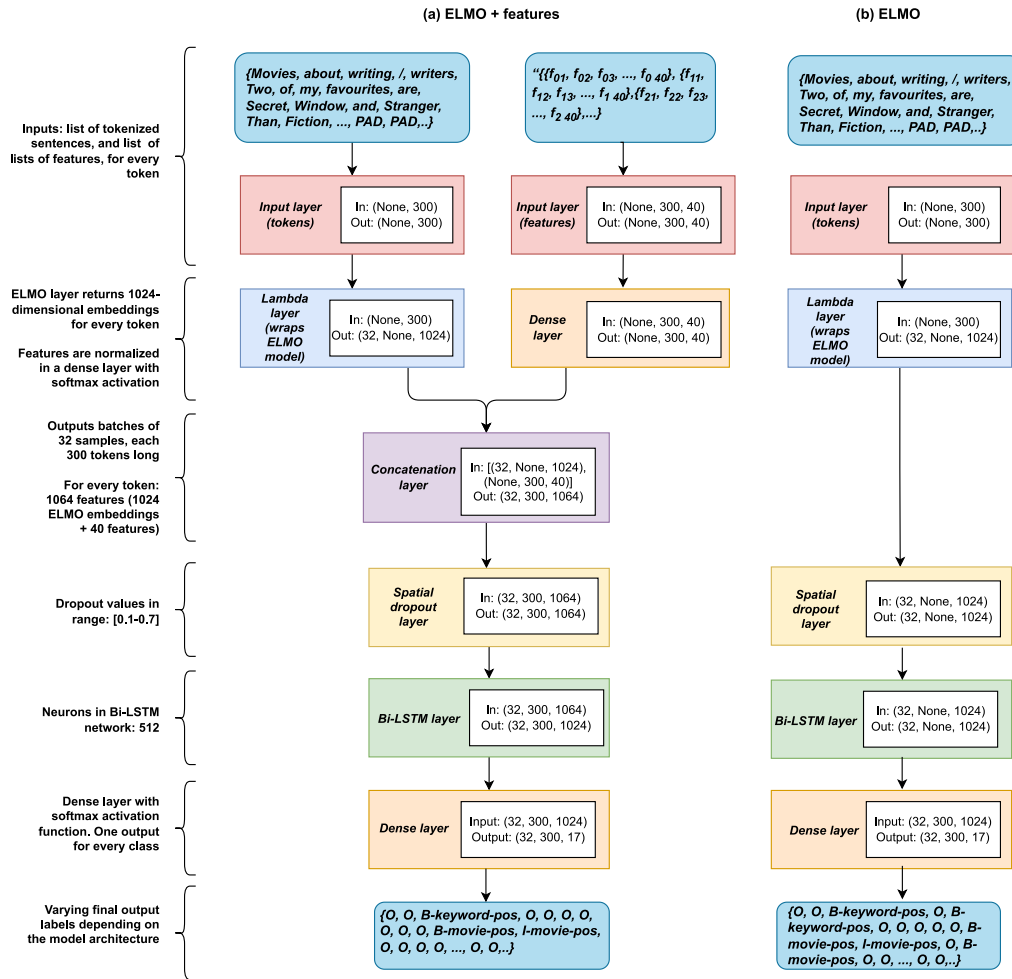 (a) ELMO + features
(b) ELMO
Inputs: list of tokenized
sentences, and list of
lists of features, for every
token
{Movies, about, writing, /, writers,
Two, of, my, favourites, are,
Secret, Window, and, Stranger,
Than, Fiction, ..., PAD, PAD,..}
“{{f01, f02, f03, ..., f0 40}, {f11,
f12, f13, ..., f1 40},{f21, f22, f23,
..., f2 40},...}
{Movies, about, writing, /, writers,
Two, of, my, favourites, are,
Secret, Window, and, Stranger,
Than, Fiction, ..., PAD, PAD,..}
Input layer
(tokens)
In: (None, 300)
Out: (None, 300)
Input layer
(features)
In: (None, 300, 40)
Out: (None, 300, 40)
Input layer
(tokens)
In: (None, 300)
Out: (None, 300)
ELMO layer returns 1024-
dimensional embeddings
for every token
Features are normalized
in a dense layer with
softmax activation
Lambda
layer
(wraps
ELMO
model)
In: (None, 300)
Out: (32, None, 1024)
Dense
layer
In: (None, 300, 40)
Out: (None, 300, 40)
Lambda
layer
(wraps
ELMO
model)
In: (None, 300)
Out: (32, None, 1024)
Outputs batches of
32 samples, each
300 tokens long
For every token:
1064 features (1024
ELMO embeddings
+ 40 features)
Concatenation
layer
In: [(32, None, 1024),
(None, 300, 40)]
Out: (32, 300, 1064)
Dropout values in
range: [0.1-0.7]
Spatial
dropout
layer
In: (32, 300, 1064)
Out: (32, 300, 1064)
Spatial
dropout
layer
In: (32, None, 1024)
Out: (32, None, 1024)
Neurons in Bi-LSTM
network: 512
Bi-LSTM layer
In: (32, 300, 1064)
Out: (32, 300, 1024)
Bi-LSTM layer
In: (32, None, 1024)
Out: (32, None, 1024)
Dense layer with
softmax activation
function. One output
for every class
Dense layer
Input: (32, 300, 1024)
Output: (32, 300, 17)
Dense layer
Input: (32, 300, 1024)
Output: (32, 300, 17)
Varying final output
labels depending on
the model architecture
{O, O, B-keyword-pos, O, O, O, O,
O, O, O, B-movie-pos, I-movie-pos,
O, O, O, O, ..., O, O,..}
{O, O, B-keyword-pos, O, B-
keyword-pos, O, O, O, O, O, B-
movie-pos, I-movie-pos, O, B-
movie-pos, O, O, ..., O, O,..}